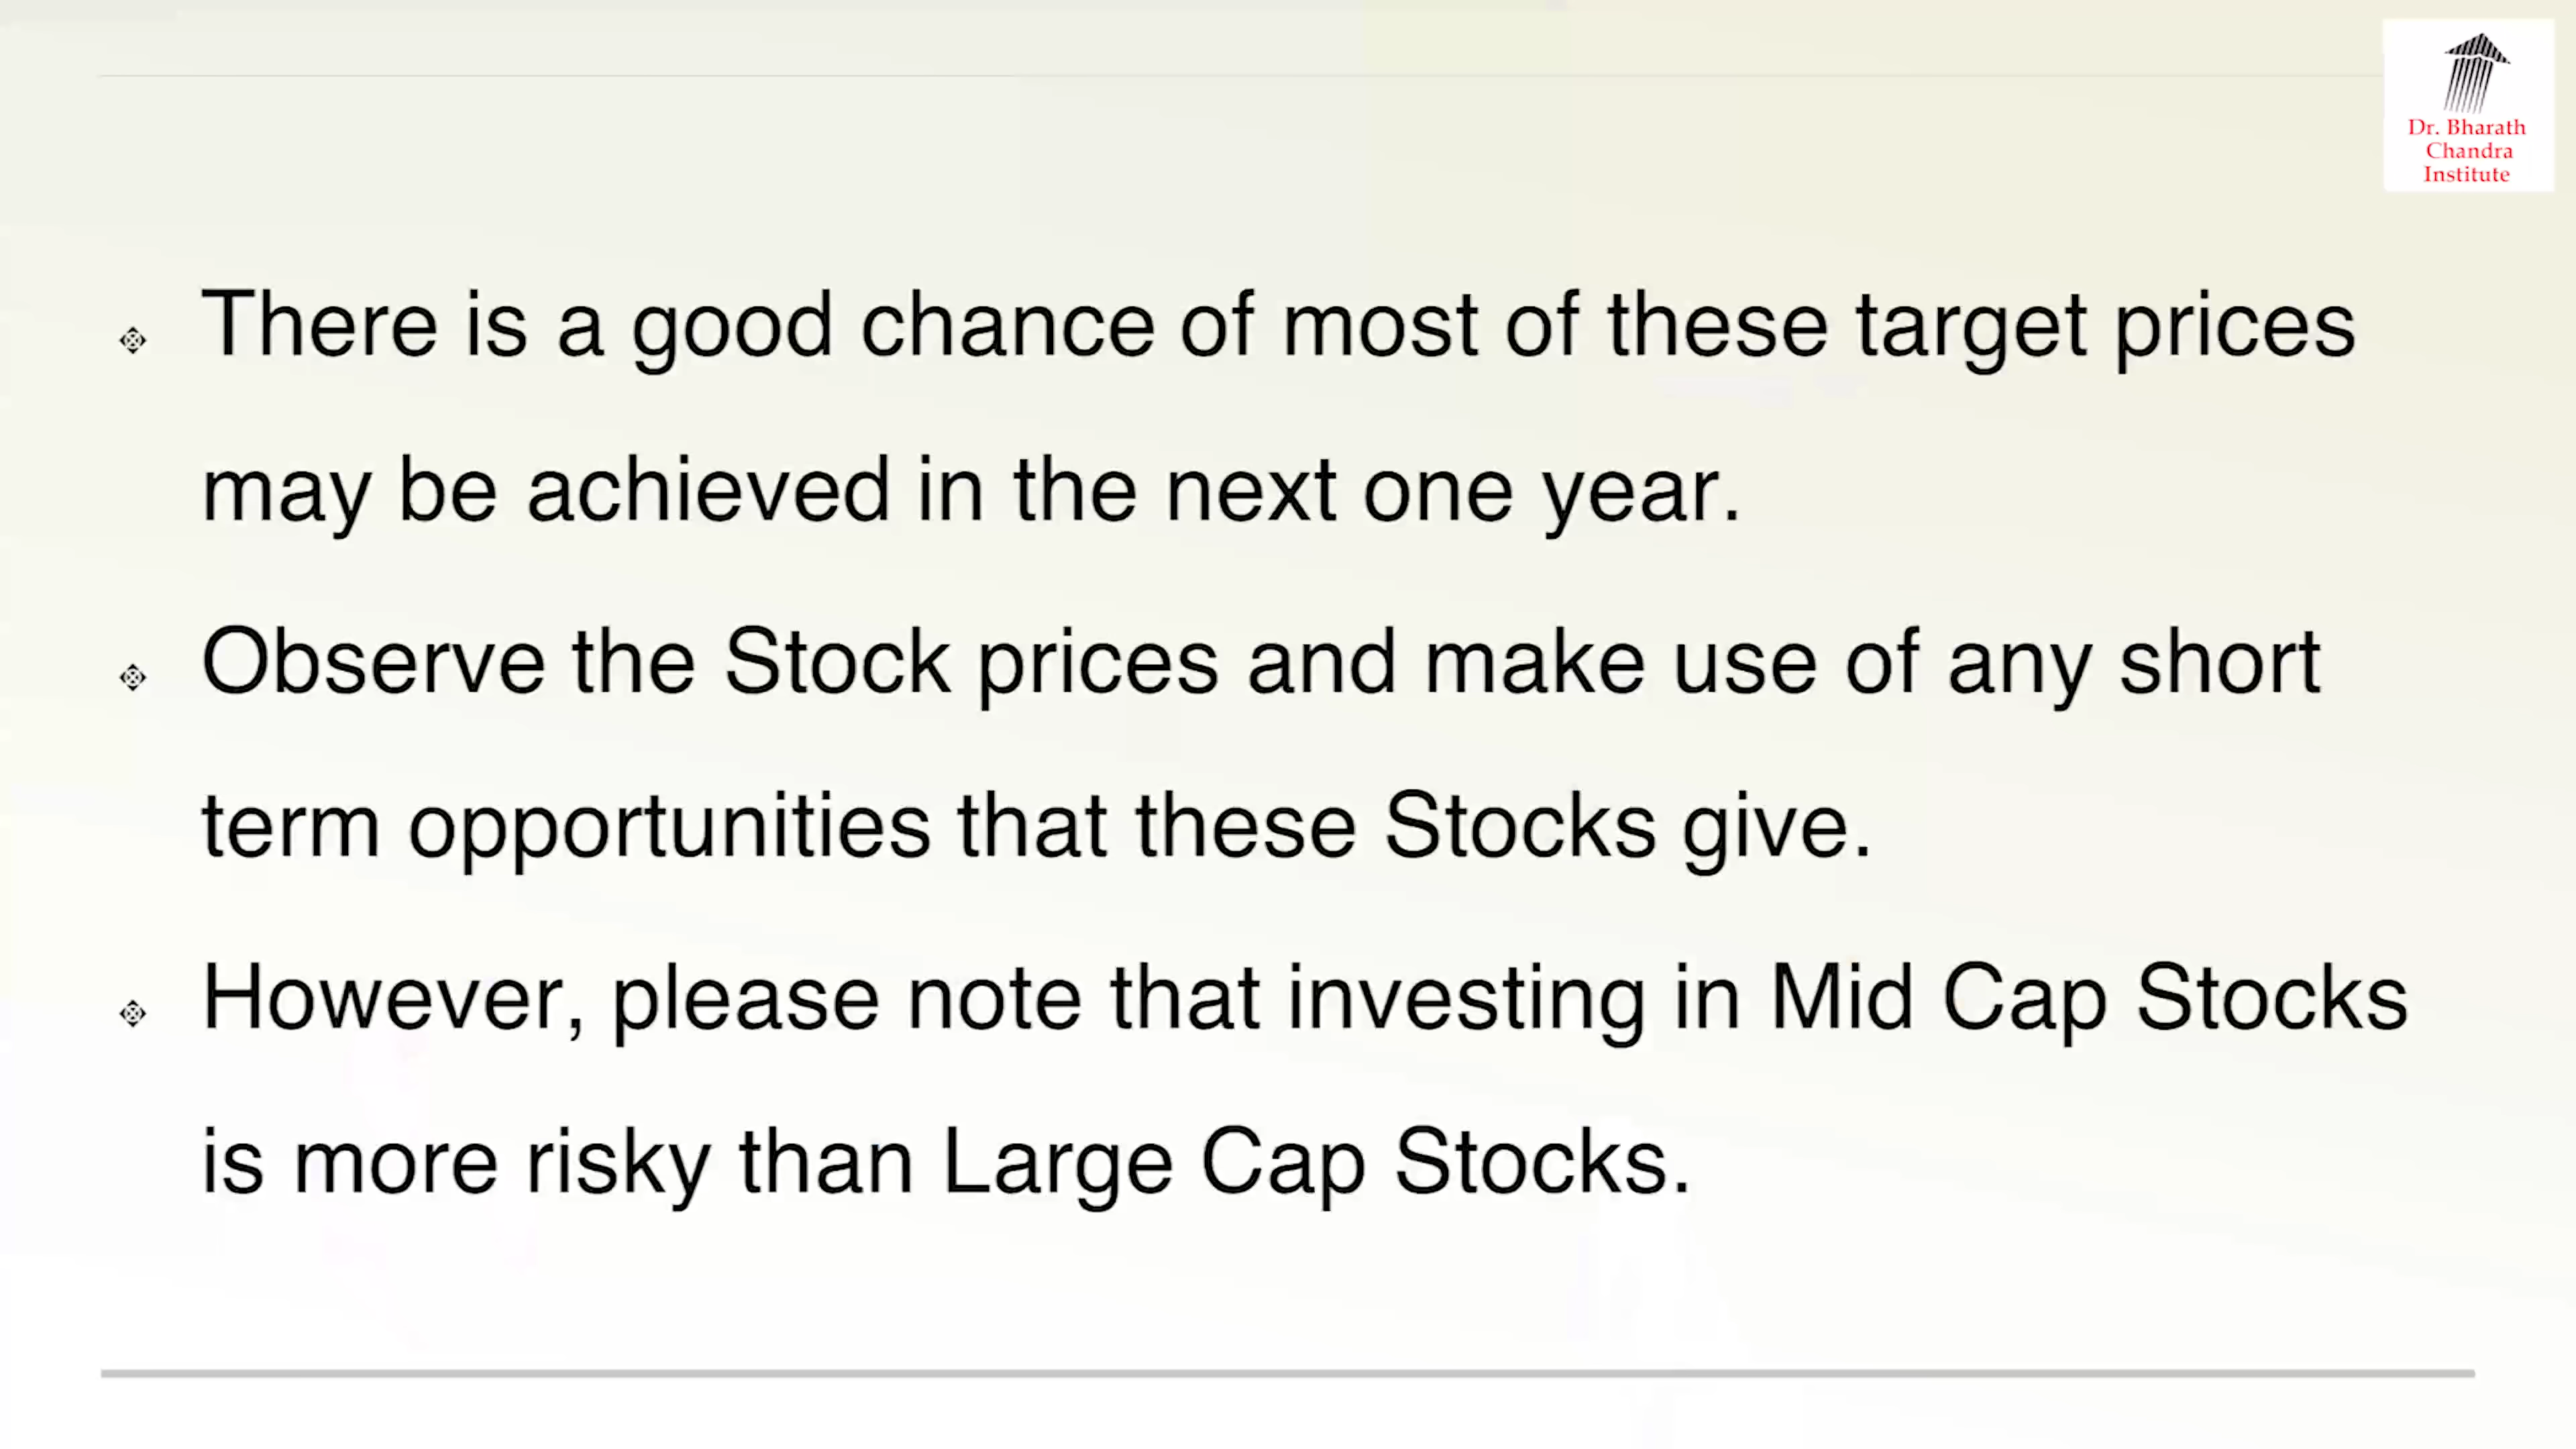 Dr. Bharath
Chandra
Institute
There is a good chance of most of these target prices
may be achieved in the next one year.
Observe the Stock prices and make use of any short
term opportunities that these Stocks give.
However, please note that investing in Mid Cap Stocks
is more risky than Large Cap Stocks.